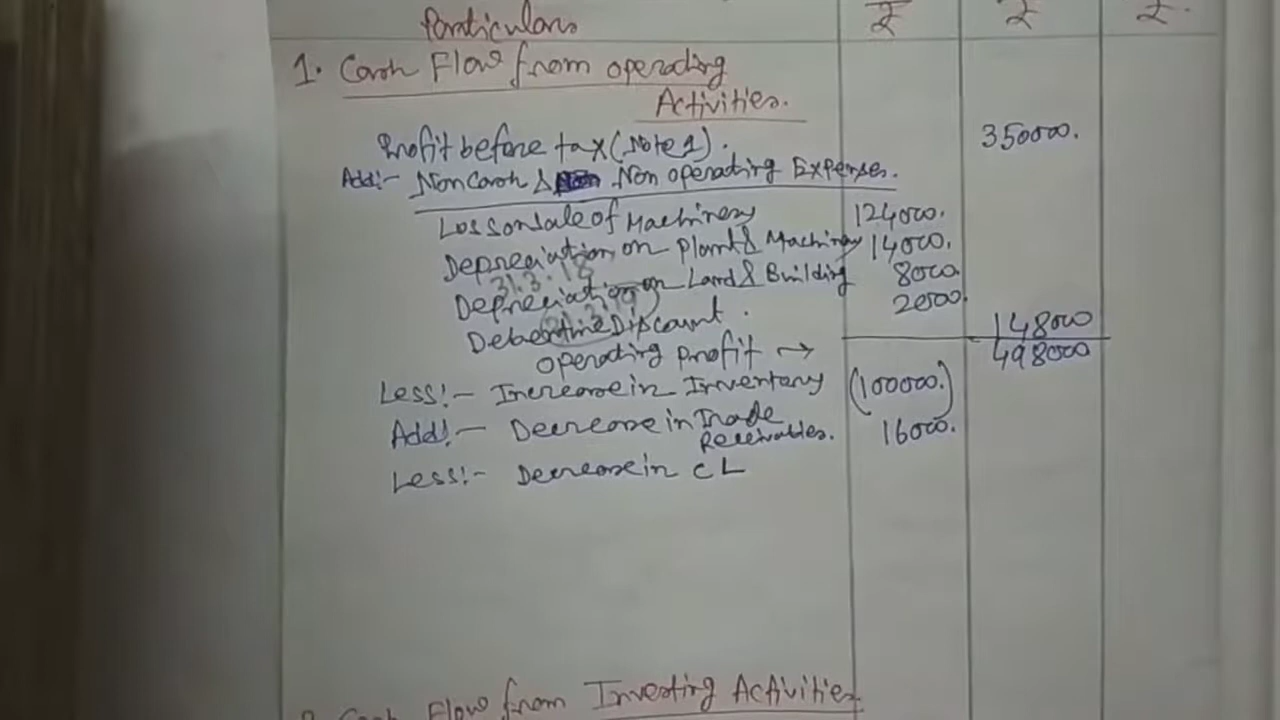 Particulars ₹ ₹ ₹
1. Cash Flow from operating
Activities.
Profit before tax (Note 1). 350000.
Add:- Non Cash & Non operating Expenses.
Loss on sale of Machinery 124000.
Depreciation on Plant & Machinery 14000.
Depreciation on Land & Building 8000
Debentine Discount. 2000.
148000
operating profit → 498000
Less:- Increase in Inventory (100000.)
Add:- Decrease in Trade
Receivables. 16000.
Less:- Decrease in CL
Cash Flow from Investing Activities